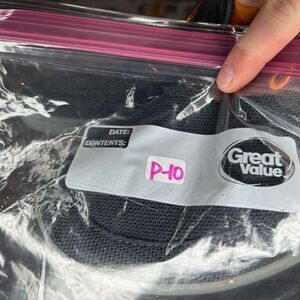 DATE:
CONTENTS:
P-10
Great
Value